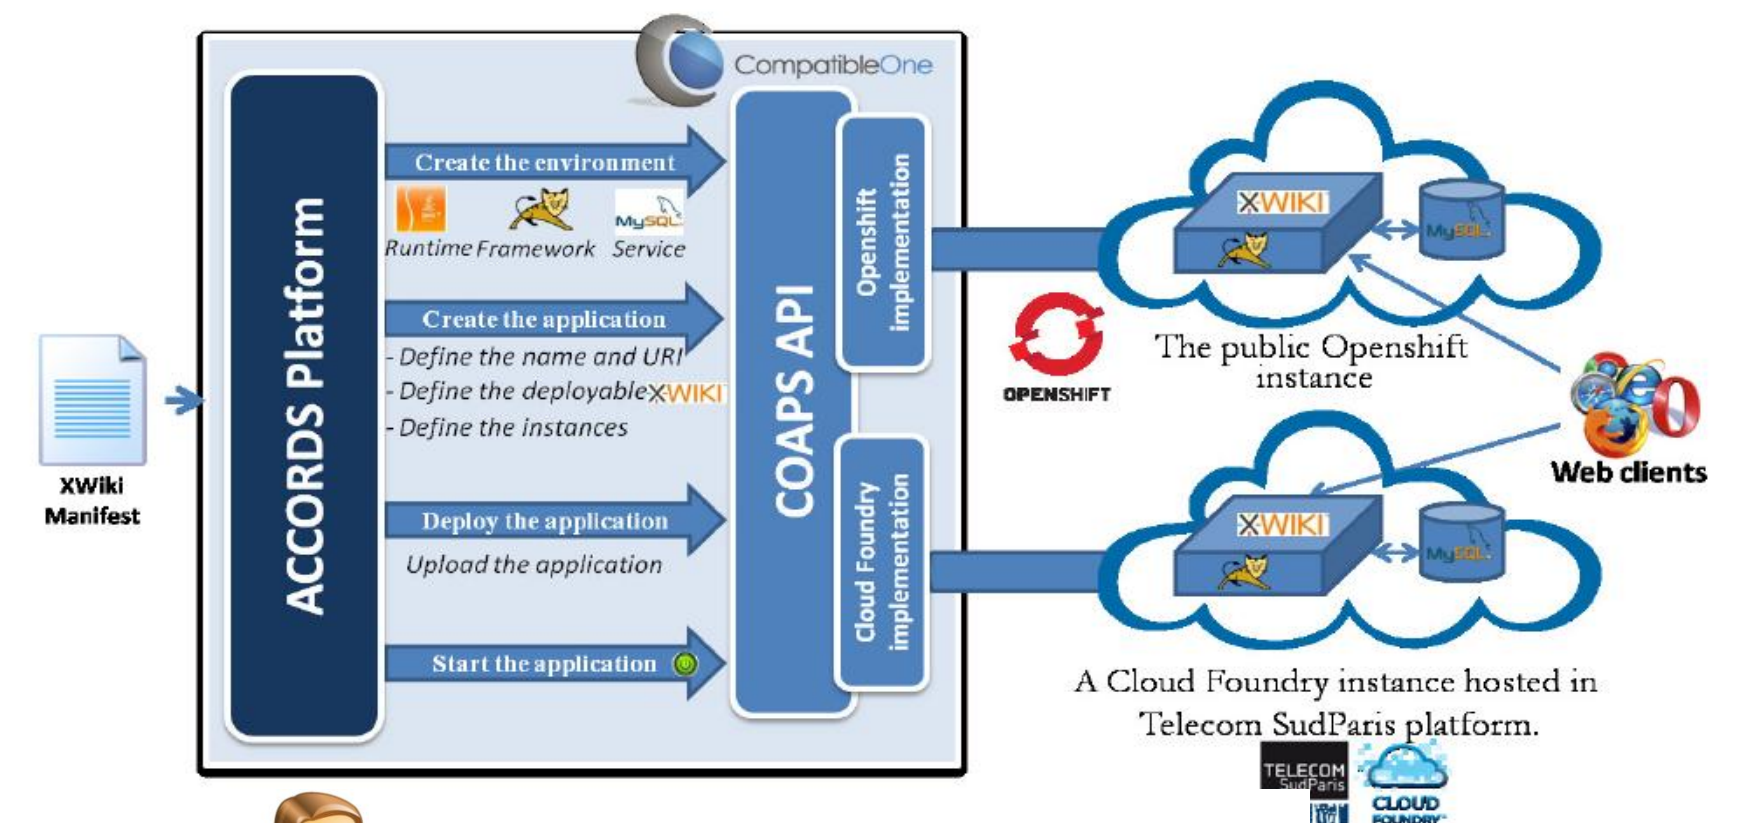 CompatibleOne
ACCORDS Platform
Create the environment
MySQL
Runtime Framework Service
Create the application
- Define the name and URI
- Define the deployable XWIKI
- Define the instances
Deploy the application
Upload the application
Start the application
COAPS API
Openshift
implementation
Cloud Foundry
implementation
XWiki
Manifest
XWIKI
MySQL
OPENSHIFT
The public Openshift
instance
Web clients
XWIKI
MySQL
A Cloud Foundry instance hosted in
Telecom SudParis platform.
TELECOM
SudParis
CLOUD
FOUNDRY